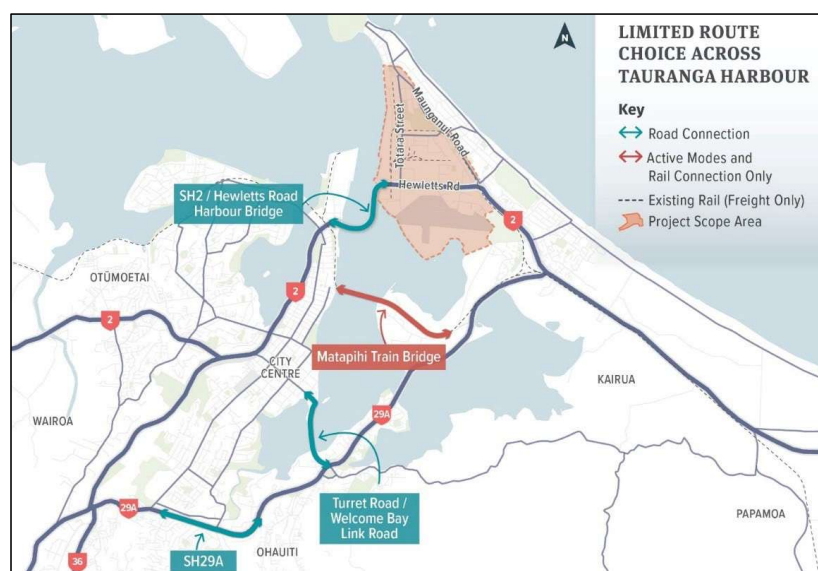 LIMITED ROUTE
CHOICE ACROSS
TAURANGA HARBOUR
Key
Road Connection
Active Modes and
Rail Connection Only
Existing Rail (Freight Only)
Project Scope Area
N
Totara Street
Maunganui Road
Hewletts Rd
SH2 / Hewletts Road
Harbour Bridge
2
OTŪMOETAI
2
2
Matapihi Train Bridge
CITY
CENTRE
KAIRUA
WAIROA
29A
Turret Road /
Welcome Bay
Link Road
29A
SH29A
OHAUITI
PAPAMOA
36